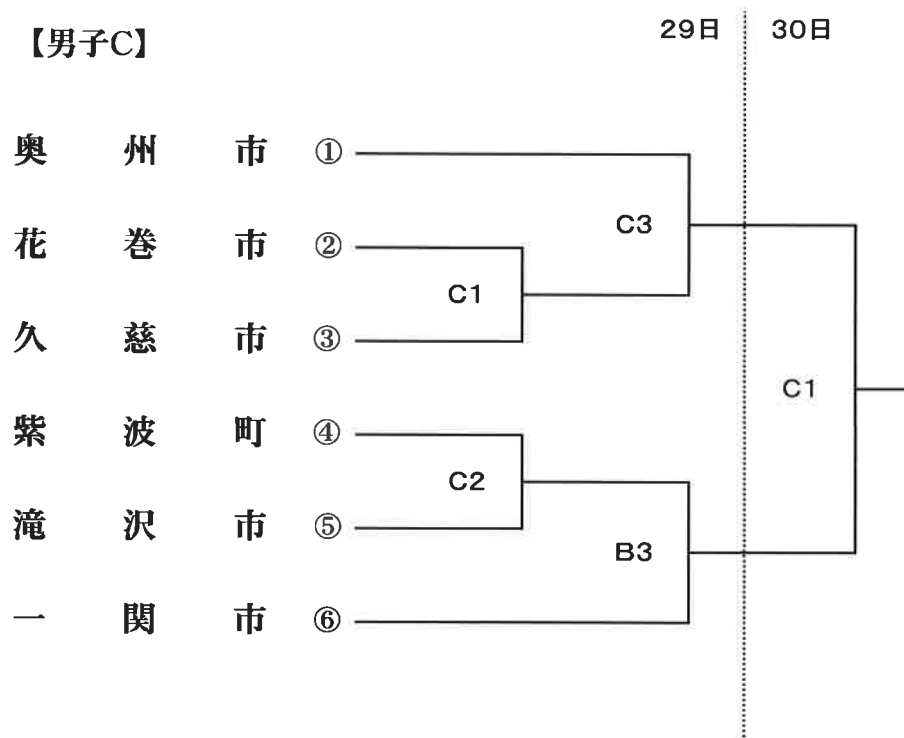 29日 30日
【男子C】
奥州市 ①
C3
花巻市 ②
C1
久慈市 ③
C1
紫波町 ④
C2
滝沢市 ⑤
B3
一関市 ⑥